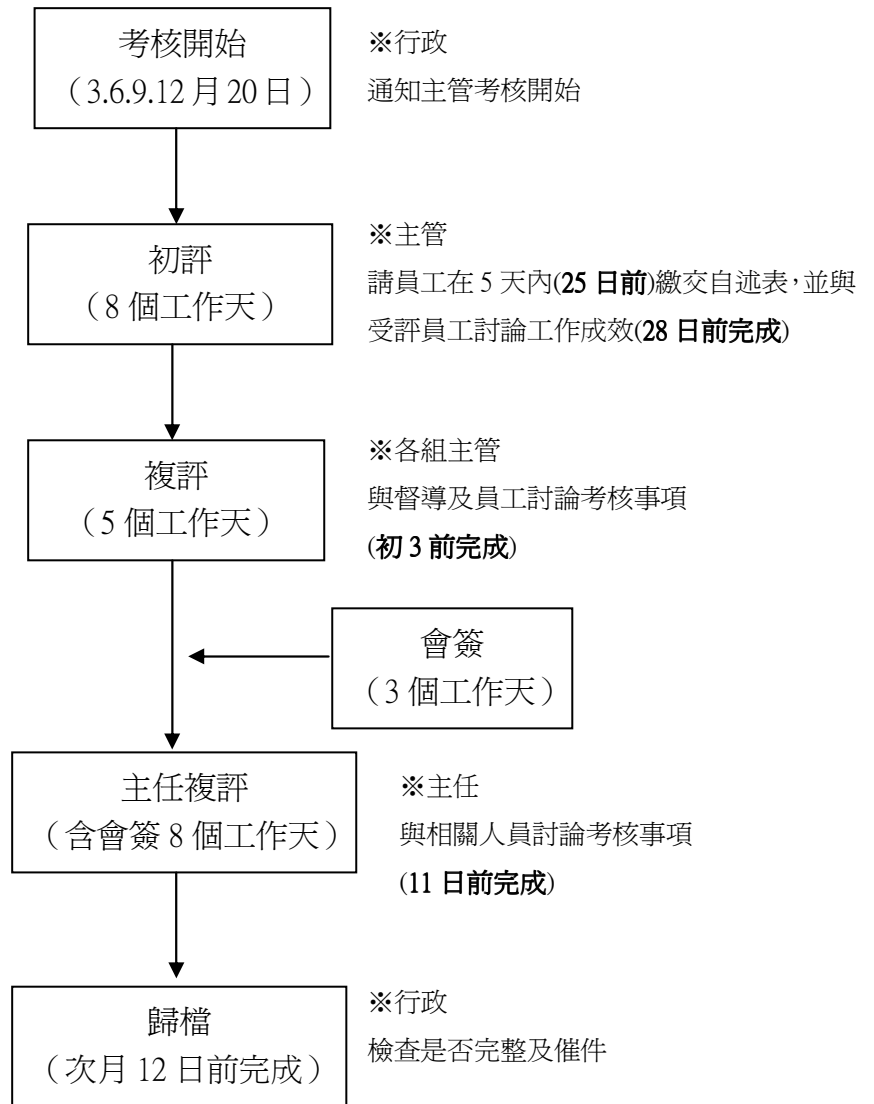 考核開始
（3.6.9.12 月 20 日）
※行政
通知主管考核開始
初評
（8 個工作天）
※主管
請員工在 5 天內(25 日前)繳交自述表，並與
受評員工討論工作成效(28 日前完成)
複評
（5 個工作天）
※各組主管
與督導及員工討論考核事項
(初 3 前完成)
會簽
（3 個工作天）
主任複評
（含會簽 8 個工作天）
※主任
與相關人員討論考核事項
(11 日前完成)
歸檔
（次月 12 日前完成）
※行政
檢查是否完整及催件